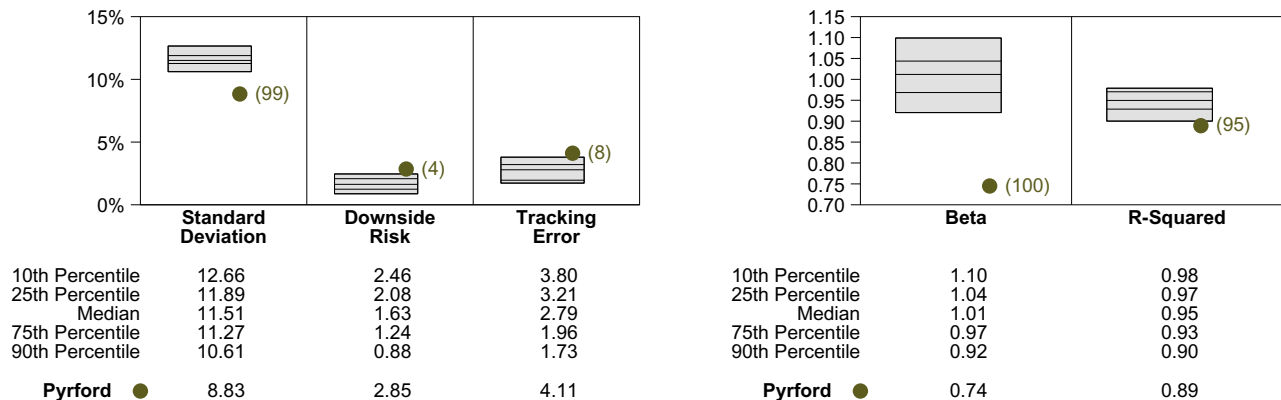 15%
10%
5%
0%
(99)
(4)
(8)
Standard
Deviation
Downside
Risk
Tracking
Error
10th Percentile 12.66 2.46 3.80
25th Percentile 11.89 2.08 3.21
Median 11.51 1.63 2.79
75th Percentile 11.27 1.24 1.96
90th Percentile 10.61 0.88 1.73
Pyrford 8.83 2.85 4.11
1.15
1.10
1.05
1.00
0.95
0.90
0.85
0.80
0.75
0.70
(100)
(95)
Beta
R-Squared
10th Percentile 1.10 0.98
25th Percentile 1.04 0.97
Median 1.01 0.95
75th Percentile 0.97 0.93
90th Percentile 0.92 0.90
Pyrford 0.74 0.89